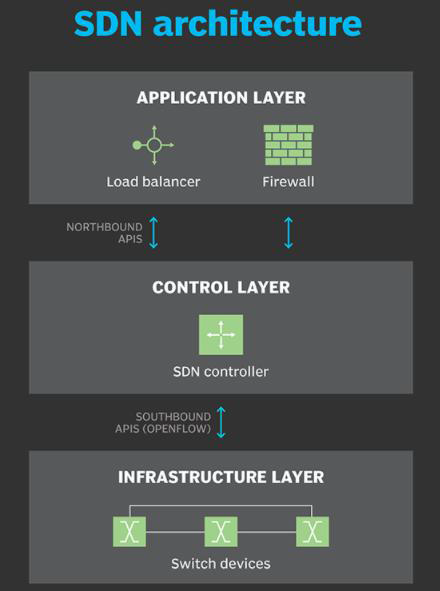 SDN architecture
APPLICATION LAYER
Load balancer
Firewall
NORTHBOUND
APIS
CONTROL LAYER
SDN controller
SOUTHBOUND
APIS (OPENFLOW)
INFRASTRUCTURE LAYER
Switch devices